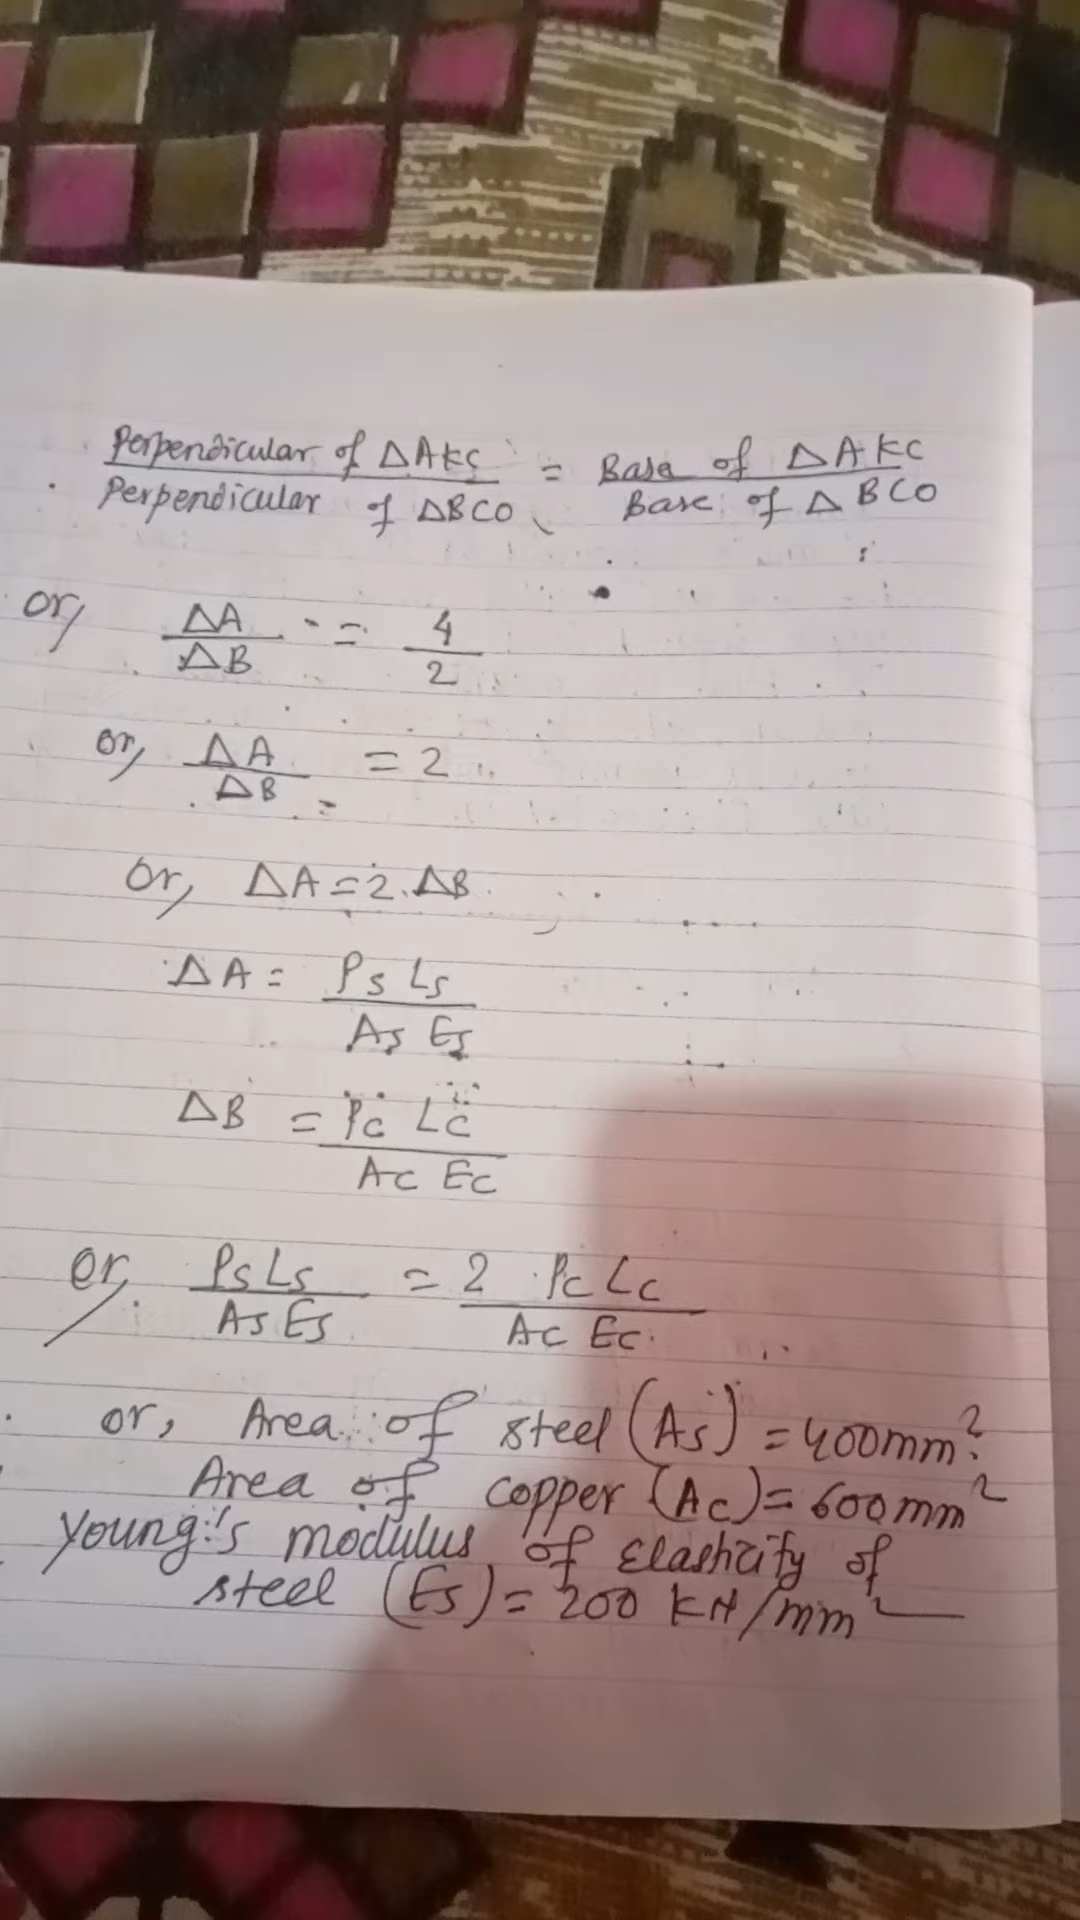 Perpendicular of ΔAKC = Base of ΔAKC
Perpendicular of ΔBCO Base of Δ BCO
or, ΔA = 4
ΔB 2
or, ΔA = 2
ΔB =
or, ΔA = 2. ΔB
ΔA = Ps Ls
As Es
ΔB = Pc Lc
Ac Ec
or, Ps Ls = 2 Pc Lc
As Es Ac Ec.
or, Area of steel (As) = 400mm².
Area of copper (Ac) = 600mm²
Young's modulus of Elasticity of
steel (Es) = 200 KN/mm²